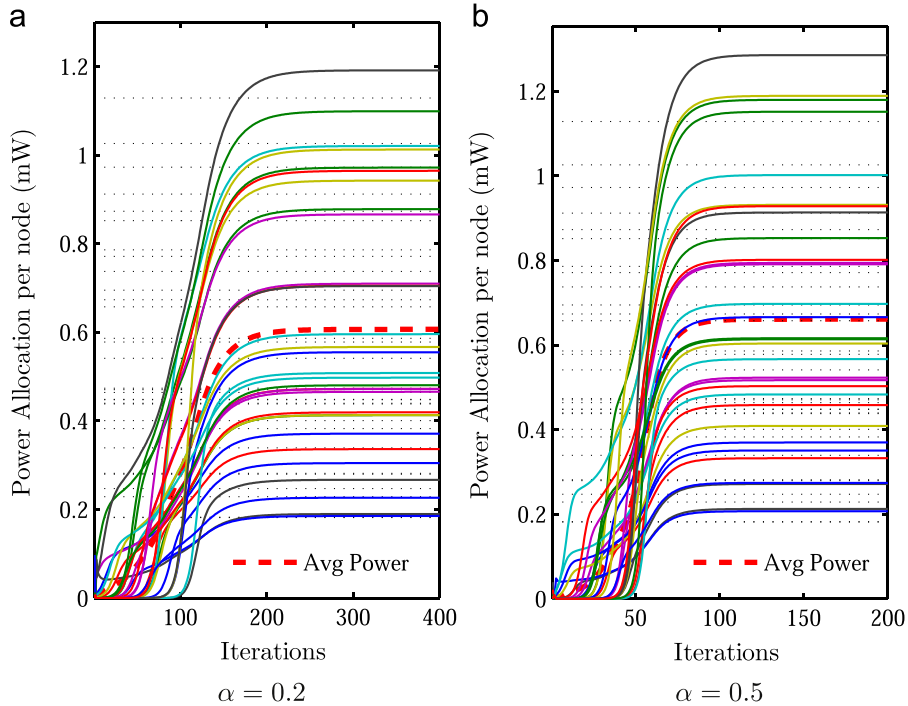 a
b
Power Allocation per node (mW)
1.2
1
0.8
0.6
0.4
0.2
0
100
200
300
400
Avg Power
Iterations
α = 0.2
Power Allocation per node (mW)
1.2
1
0.8
0.6
0.4
0.2
0
50
100
150
200
Avg Power
Iterations
α = 0.5